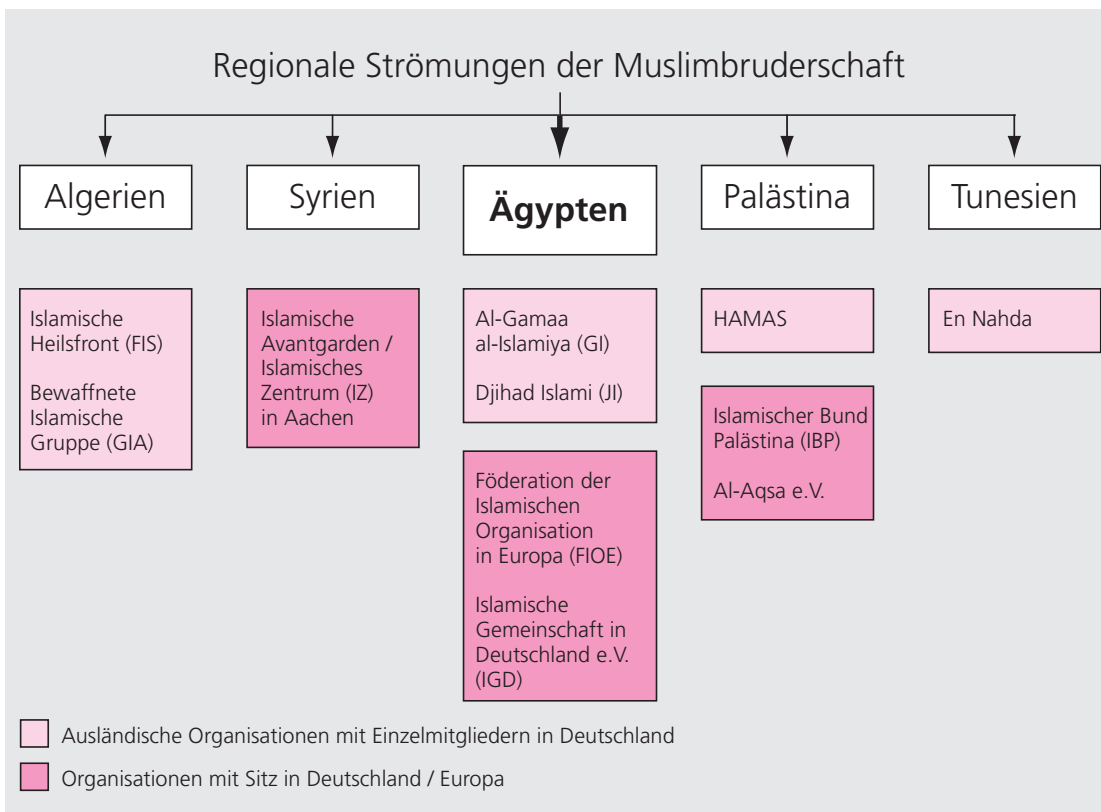 Regionale Strömungen der Muslimbruderschaft
Algerien
Syrien
Ägypten
Palästina
Tunesien
Islamische
Heilsfront (FIS)
Bewaffnete
Islamische
Gruppe (GIA)
Islamische
Avantgarden /
Islamisches
Zentrum (IZ)
in Aachen
Al-Gamaa
al-Islamiya (GI)
Djihad Islami (JI)
Föderation der
Islamischen
Organisation
in Europa (FIOE)
Islamische
Gemeinschaft in
Deutschland e.V.
(IGD)
HAMAS
Islamischer Bund
Palästina (IBP)
Al-Aqsa e.V.
En Nahda
Ausländische Organisationen mit Einzelmitgliedern in Deutschland
Organisationen mit Sitz in Deutschland / Europa